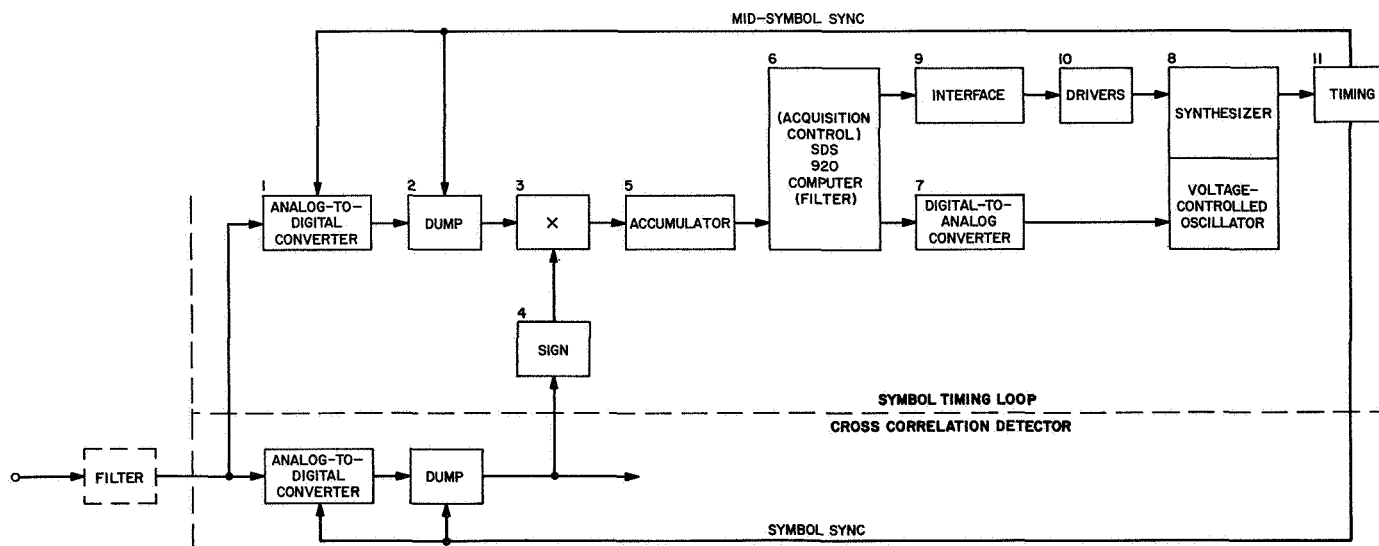 MID-SYMBOL SYNC
6
9
10
8
11
(ACQUISITION
CONTROL)
SDS
920
COMPUTER
(FILTER)
INTERFACE
DRIVERS
SYNTHESIZER
TIMING
1
2
3
5
7
ANALOG-TO-
DIGITAL
CONVERTER
DUMP
×
ACCUMULATOR
DIGITAL-TO-
ANALOG
CONVERTER
VOLTAGE-
CONTROLLED
OSCILLATOR
4
SIGN
SYMBOL TIMING LOOP
CROSS CORRELATION DETECTOR
FILTER
ANALOG-TO-
DIGITAL
CONVERTER
DUMP
SYMBOL SYNC